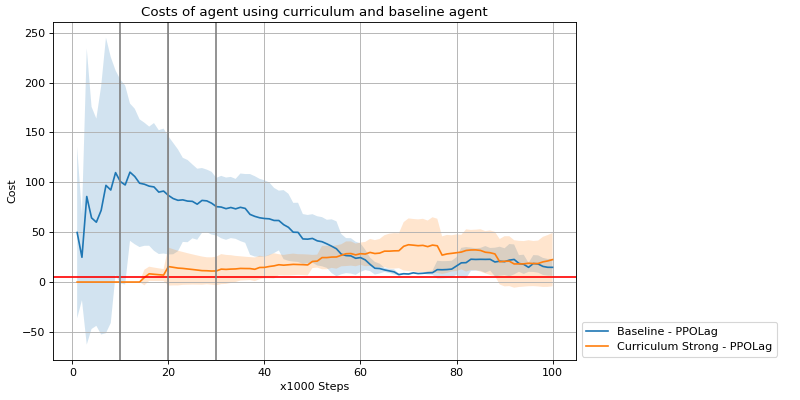 Costs of agent using curriculum and baseline agent
Cost
250
200
150
100
50
0
−50
0 20 40 60 80 100
x1000 Steps
Baseline - PPOLag
Curriculum Strong - PPOLag